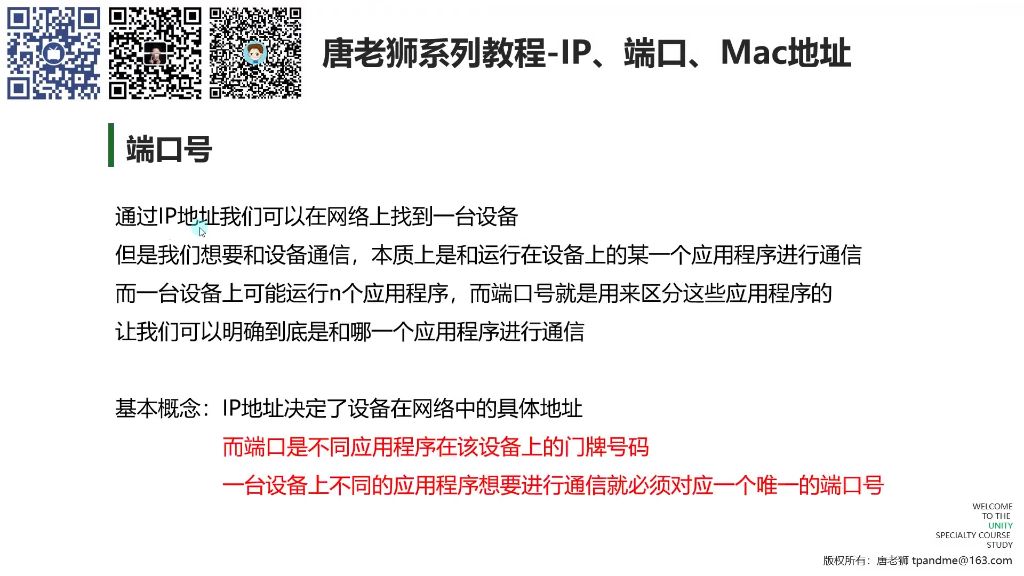 唐老狮系列教程-IP、端口、Mac地址
端口号
通过IP地址我们可以在网络上找到一台设备
但是我们想要和设备通信，本质上是和运行在设备上的某一个应用程序进行通信
而一台设备上可能运行n个应用程序，而端口号就是用来区分这些应用程序的
让我们可以明确到底是和哪一个应用程序进行通信
基本概念：IP地址决定了设备在网络中的具体地址
而端口是不同应用程序在该设备上的门牌号码
一台设备上不同的应用程序想要进行通信就必须对应一个唯一的端口号
WELCOME
TO THE
UNITY
SPECIALTY COURSE
STUDY
版权所有：唐老狮 tpandme@163.com